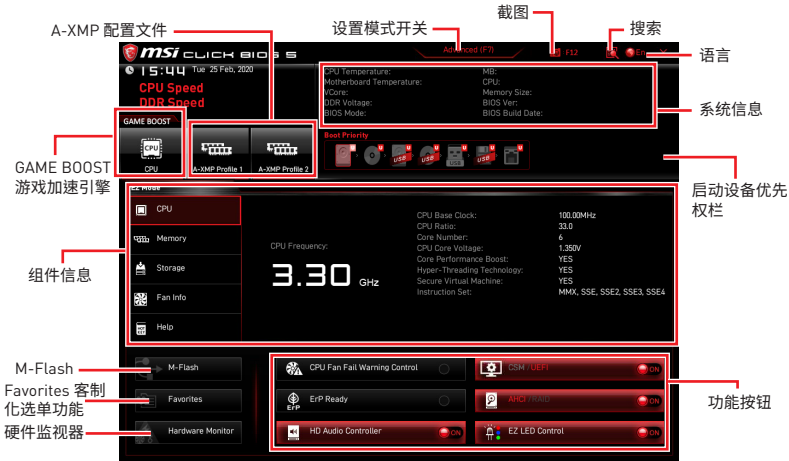 截图
A-XMP 配置文件
设置模式开关
搜索
msi CLICK BIOS 5
Advanced (F7)
F12
En
X
语言
15:44 Tue 25 Feb, 2020
CPU Speed
DDR Speed
CPU Temperature:
Motherboard Temperature:
VCore:
DDR Voltage:
BIOS Mode:
MB:
CPU:
Memory Size:
BIOS Ver:
BIOS Build Date:
系统信息
GAME BOOST
CPU
A-XMP Profile 1
A-XMP Profile 2
Boot Priority
U
U
USB U
USB U
USB U
USB U
U
GAME BOOST
游戏加速引擎
启动设备优先
权栏
EZ Mode
CPU
Memory
Storage
Fan Info
Help
组件信息
CPU Frequency:
3.30 GHz
CPU Base Clock: 100.00MHz
CPU Ratio: 33.0
Core Number: 6
CPU Core Voltage: 1.350V
Core Performance Boost: YES
Hyper-Threading Technology: YES
Secure Virtual Machine: YES
Instruction Set: MMX, SSE, SSE2, SSE3, SSE4
M-Flash
Favorites 客制
化选单功能
硬件监视器
M-Flash
Favorites
Hardware Monitor
CPU Fan Fail Warning Control
ErP
ErP Ready
HD Audio Controller ON
CSM / UEFI ON
AHCI / RAID ON
EZ LED Control ON
功能按钮